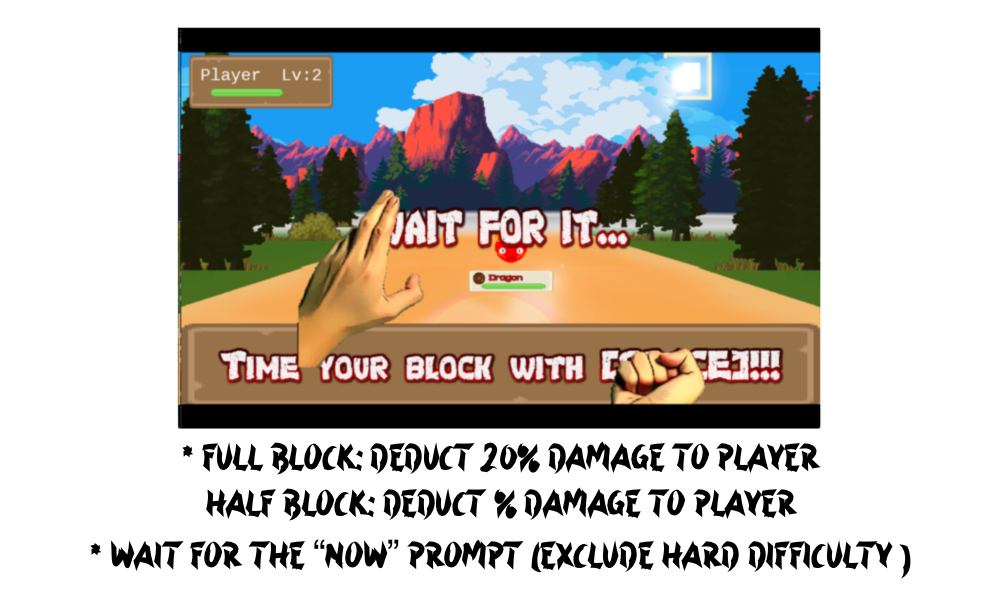 Player Lv:2
WAIT FOR IT...
Dragon
TIME YOUR BLOCK WITH
* FULL BLOCK: DEDUCT 20% DAMAGE TO PLAYER
HALF BLOCK: DEDUCT % DAMAGE TO PLAYER
* WAIT FOR THE “NOW” PROMPT (EXCLUDE HARD DIFFICULTY )